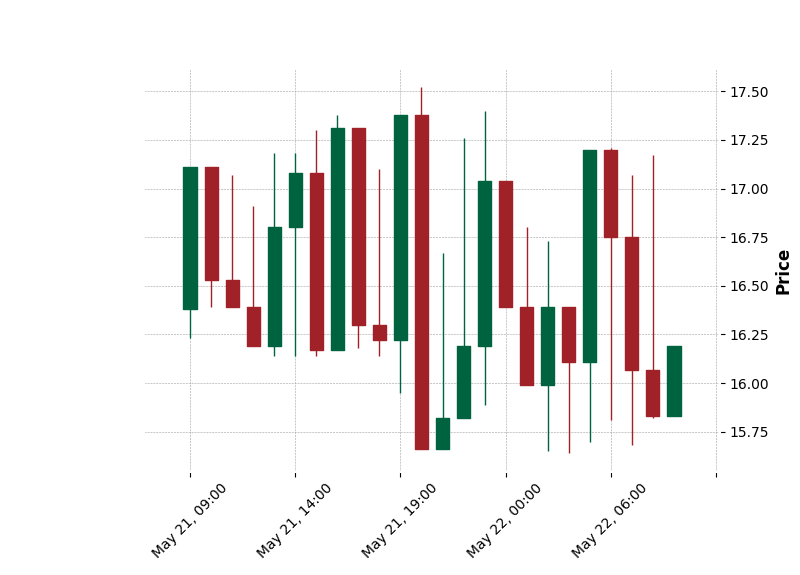 17.50
17.25
17.00
16.75
16.50
16.25
16.00
15.75
Price
May 21, 09:00
May 21, 14:00
May 21, 19:00
May 22, 00:00
May 22, 06:00